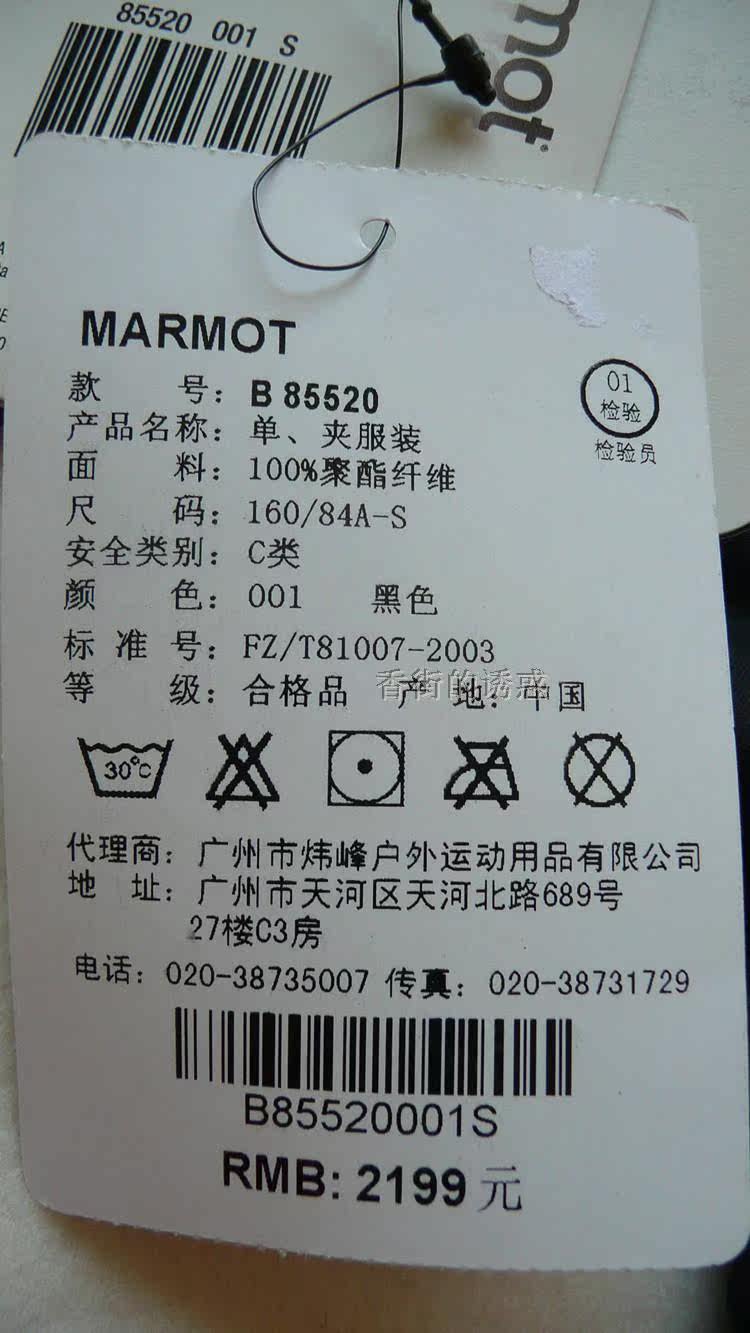 85520 001 S
mot
MARMOT
款 号: B 85520
01
检验
检验员
产品名称: 单、夹服装
面 料: 100%聚酯纤维
尺 码: 160/84A-S
安全类别: C类
颜 色: 001 黑色
标 准 号: FZ/T81007-2003
等 级: 合格品 产 地: 中国
香街的诱惑
30°C
代理商: 广州市炜峰户外运动用品有限公司
地 址: 广州市天河区天河北路689号
27楼C3房
电话: 020-38735007 传真: 020-38731729
B85520001S
RMB: 2199 元